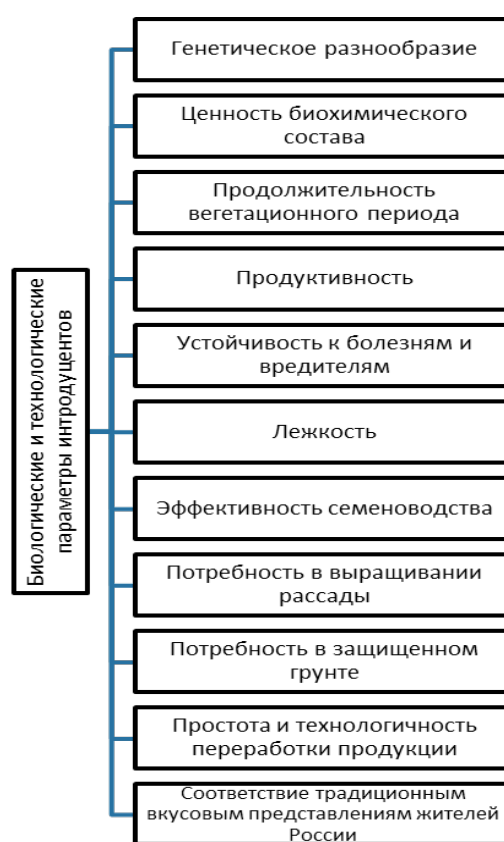 Биологические и технологические
параметры интродуцентов
Генетическое разнообразие
Ценность биохимического
состава
Продолжительность
вегетационного периода
Продуктивность
Устойчивость к болезням и
вредителям
Лежкость
Эффективность семеноводства
Потребность в выращивании
рассады
Потребность в защищенном
грунте
Простота и технологичность
переработки продукции
Соответствие традиционным
вкусовым представлениям жителей
России